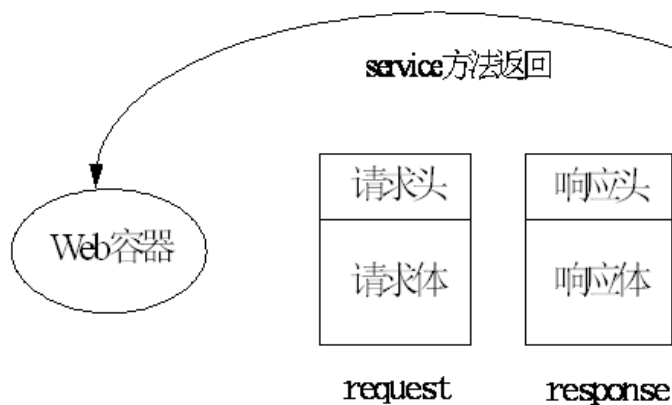 service方法返回
请求头
响应头
Web容器
请求体
响应体
request
response